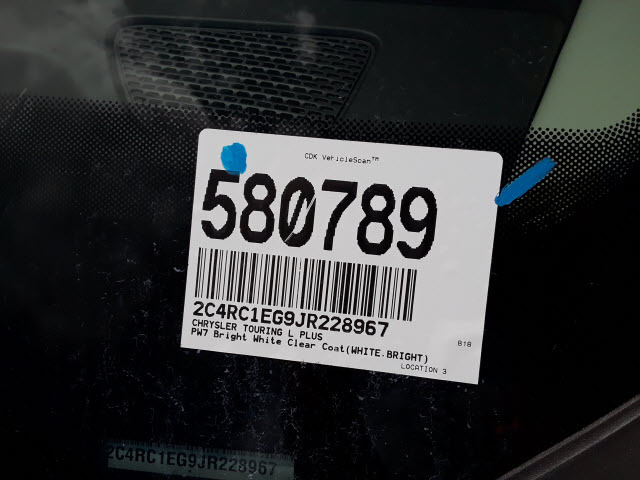 CDK VehicleScan™
580789
2C4RC1EG9JR228967
CHRYSLER TOURING L PLUS
PW7 Bright White Clear Coat(WHITE.BRIGHT)
B18
LOCATION 3
2C4RC1EG9JR228967